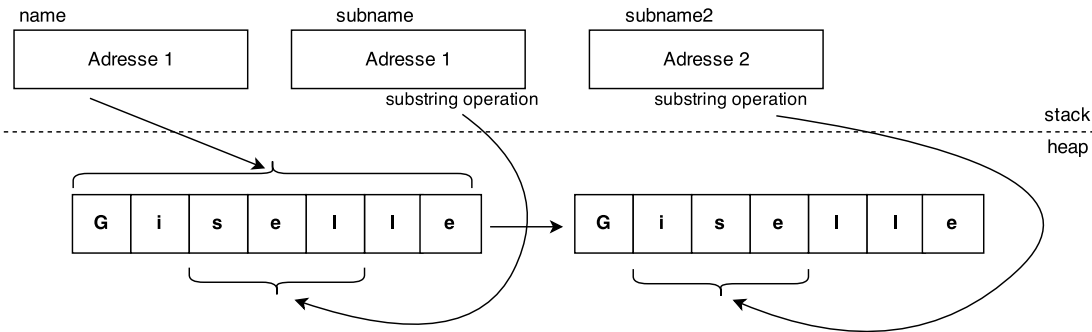 name subname subname2
Adresse 1 Adresse 1 Adresse 2
substring operation substring operation
stack
heap
G i s e l l e G i s e l l e